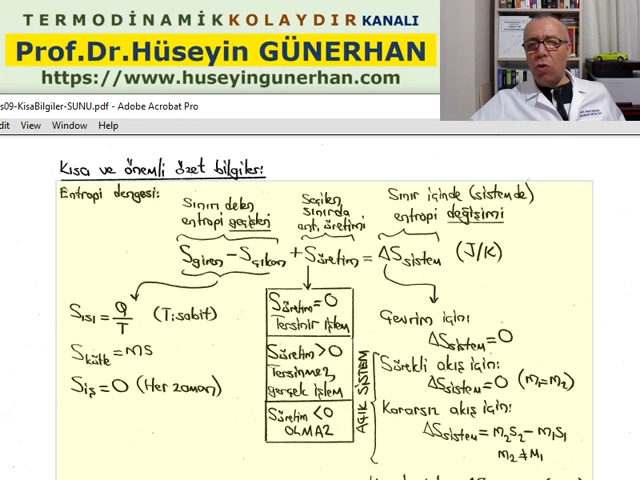 TERMODİNAMİKKOLAYDIR KANALI
Prof.Dr.Hüseyin GÜNERHAN
https://www.huseyingunerhan.com
s09-KisaBilgiler-SUNU.pdf - Adobe Acrobat Pro
dit View Window Help
Kısa ve önemli özet bilgiler:
Entropi dengesi:
Sınırı delen entropi geçişleri
Seçilen sınırda ent. üretimi
Sınır içinde (sistemde) entropi değişimi
Sgiren - Sçıkan + Süretim = ΔSsistem (J/K)
Sısı = Q/T (T: sabit)
Skütle = ms
Siş = 0 (Her zaman)
Süretim = 0
Tersinir işlem
Süretim > 0
Tersinmez
gerçek işlem
Süretim < 0
OLMAZ
AÇIK SİSTEM
Çevrim için:
ΔSsistem = 0
Sürekli akış için:
ΔSsistem = 0 (m₁=m₂)
Kararsız akış için:
ΔSsistem = m₂s₂ - m₁s₁
m₂ ≠ m₁